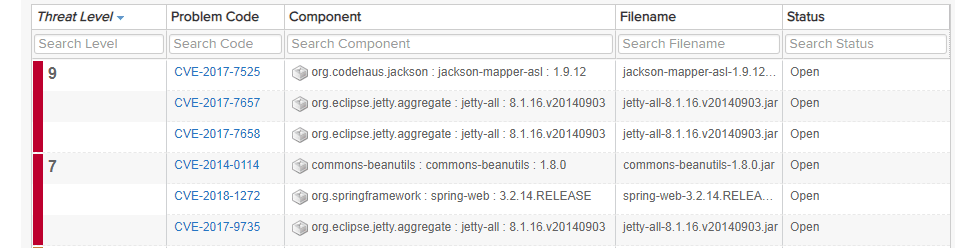 Threat Level Problem Code Component Filename Status
Search Level Search Code Search Component Search Filename Search Status
9 CVE-2017-7525 org.codehaus.jackson : jackson-mapper-asl : 1.9.12 jackson-mapper-asl-1.9.12... Open
CVE-2017-7657 org.eclipse.jetty.aggregate : jetty-all : 8.1.16.v20140903 jetty-all-8.1.16.v20140903.jar Open
CVE-2017-7658 org.eclipse.jetty.aggregate : jetty-all : 8.1.16.v20140903 jetty-all-8.1.16.v20140903.jar Open
7 CVE-2014-0114 commons-beanutils : commons-beanutils : 1.8.0 commons-beanutils-1.8.0.jar Open
CVE-2018-1272 org.springframework : spring-web : 3.2.14.RELEASE spring-web-3.2.14.RELEA... Open
CVE-2017-9735 org.eclipse.jetty.aggregate : jetty-all : 8.1.16.v20140903 jetty-all-8.1.16.v20140903.jar Open